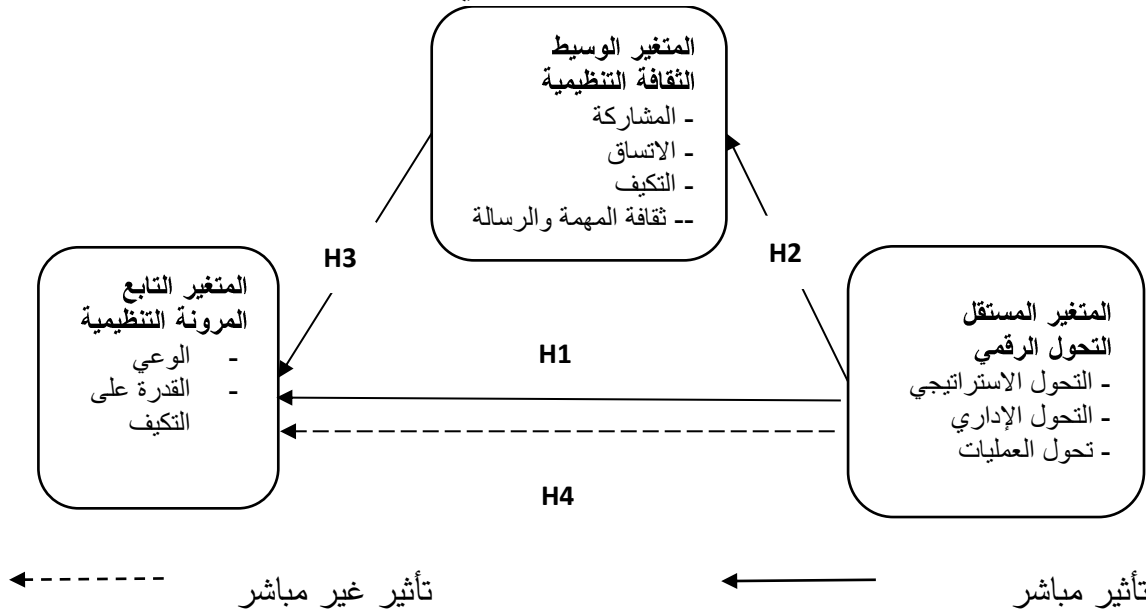 المتغير الوسيط
الثقافة التنظيمية
- المشاركة
- الاتساق
- التكيف
-- ثقافة المهمة والرسالة
H2
H3
المتغير المستقل
التحول الرقمي
- التحول الاستراتيجي
- التحول الإداري
- تحول العمليات
H1
H4
المتغير التابع
المرونة التنظيمية
- الوعي
- القدرة على
التكيف
تأثير مباشر
تأثير غير مباشر